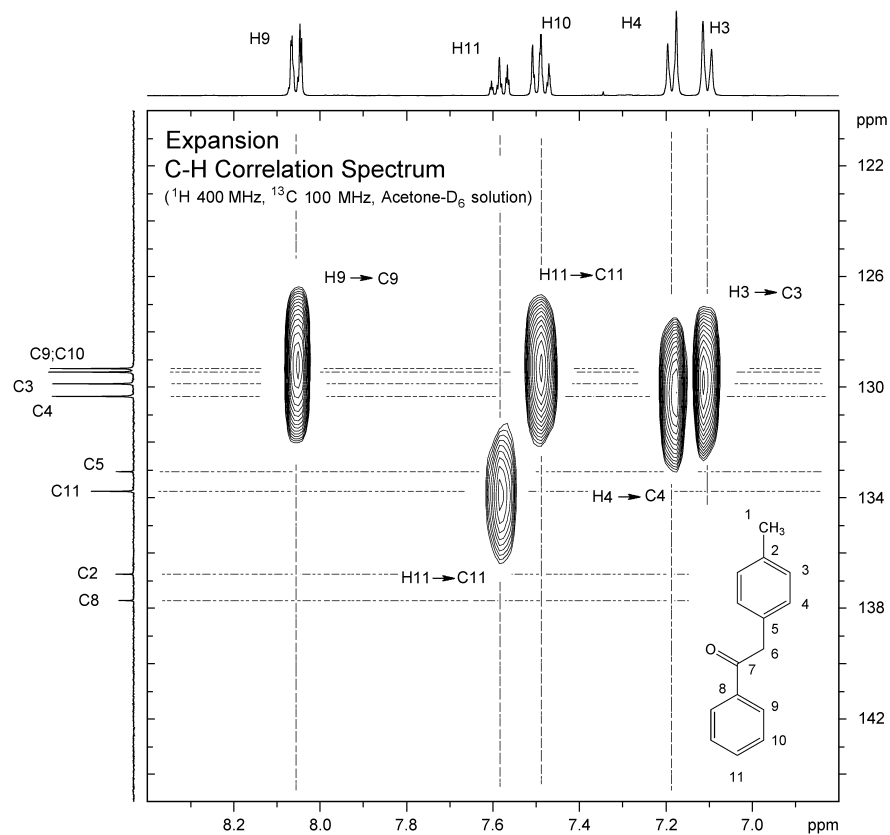 H9
H11
H10
H4
H3
ppm
Expansion
C-H Correlation Spectrum
(¹H 400 MHz, ¹³C 100 MHz, Acetone-D₆ solution)
122
126
130
134
138
142
H9 → C9
H11 → C11
H3 → C3
C9;C10
C3
C4
C5
C11
C2
C8
H4 → C4
H11 → C11
1
CH₃
2
3
4
5
O
6
7
8
9
10
11
8.2
8.0
7.8
7.6
7.4
7.2
7.0
ppm